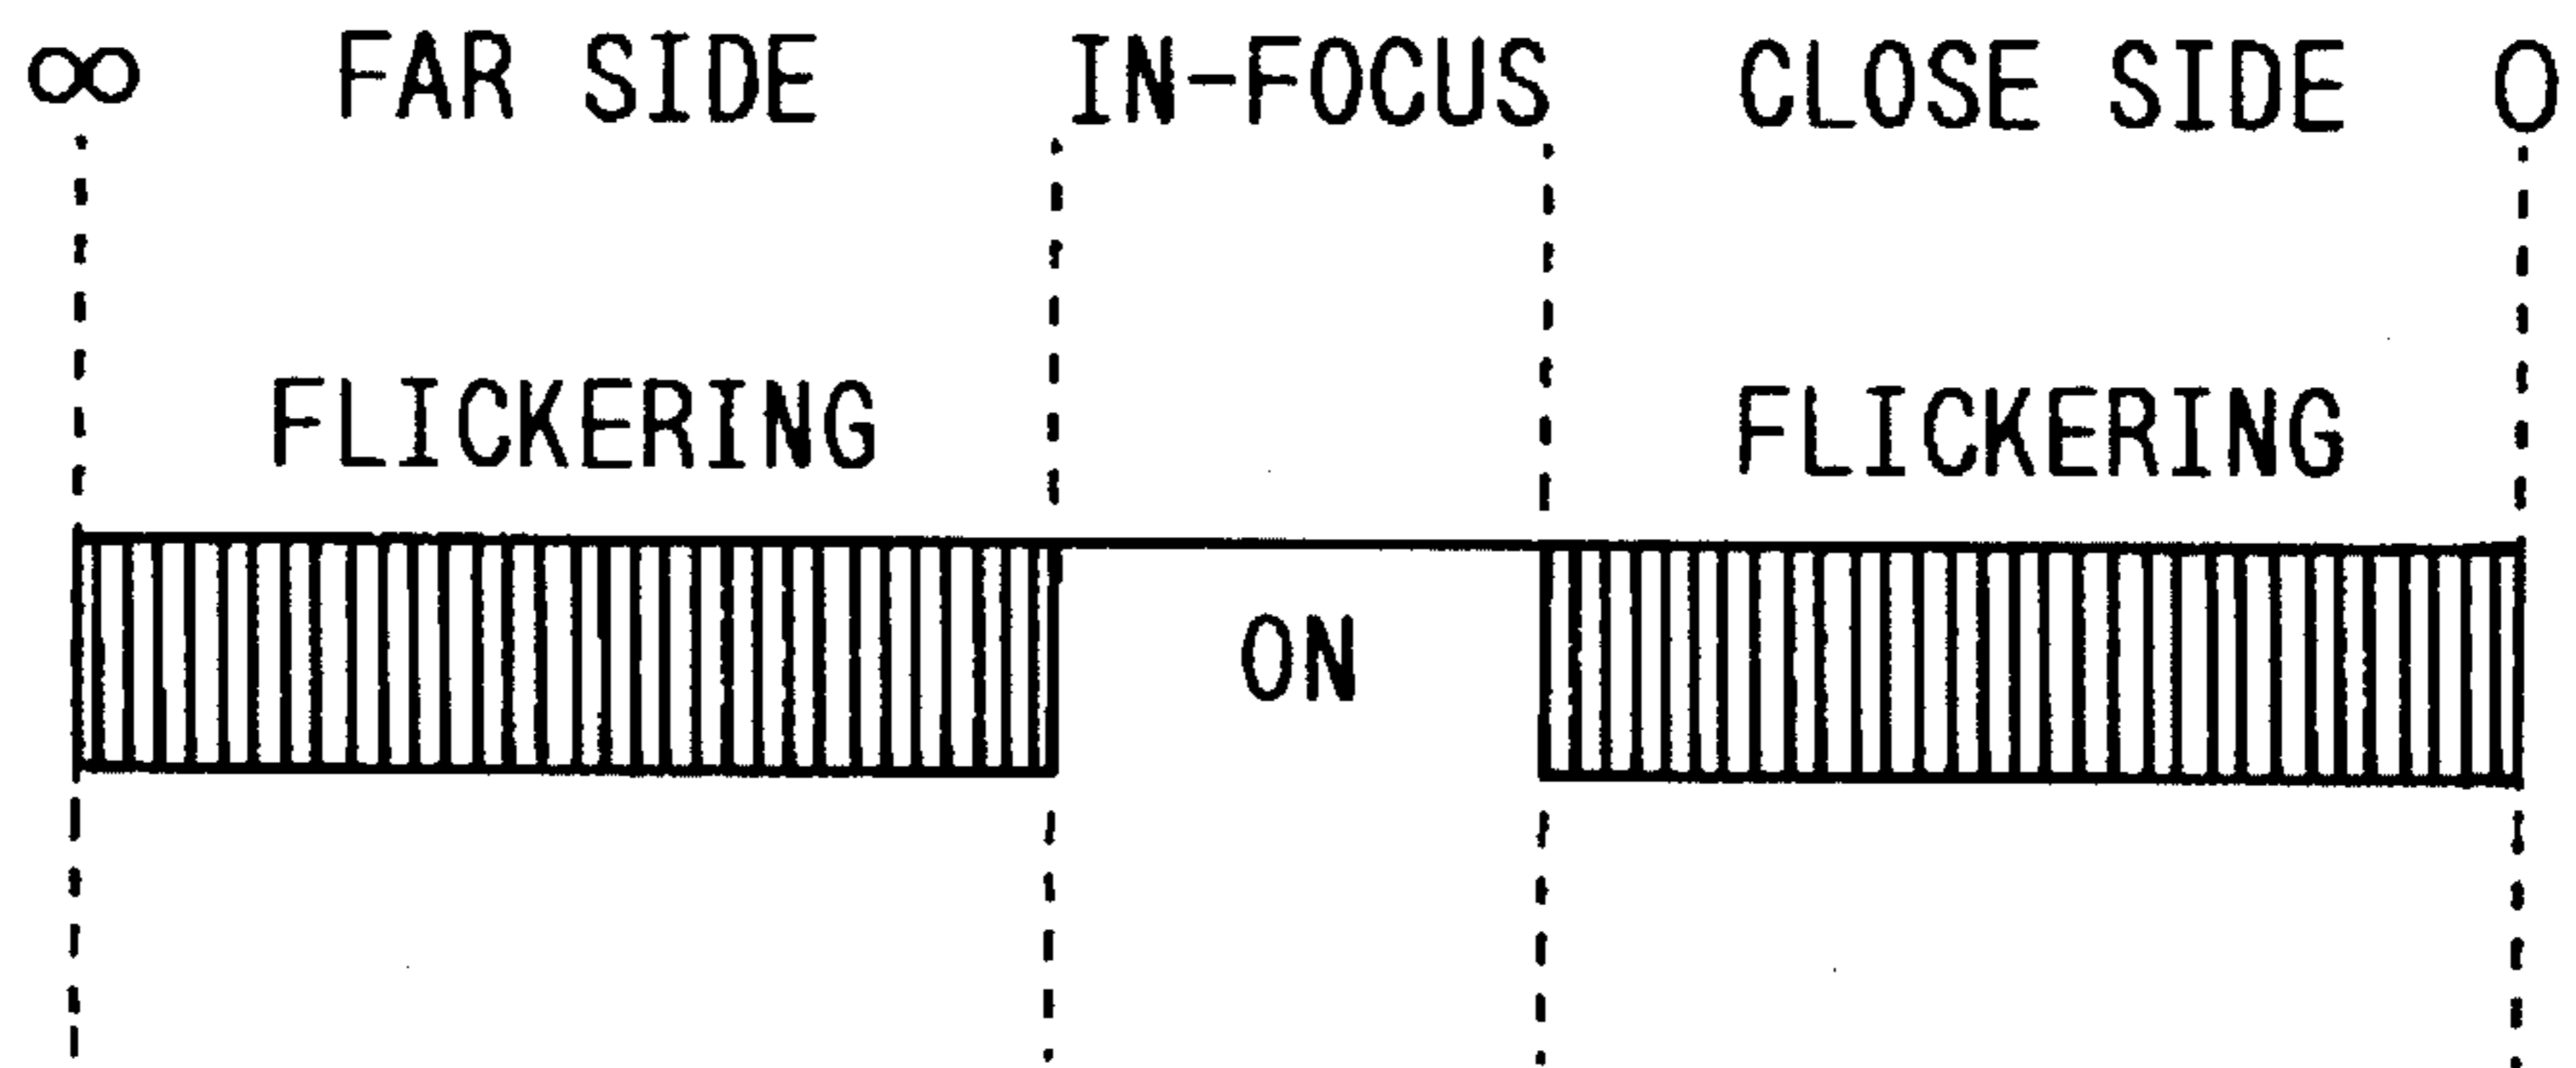 ∞ FAR SIDE IN-FOCUS CLOSE SIDE 0
FLICKERING FLICKERING
ON